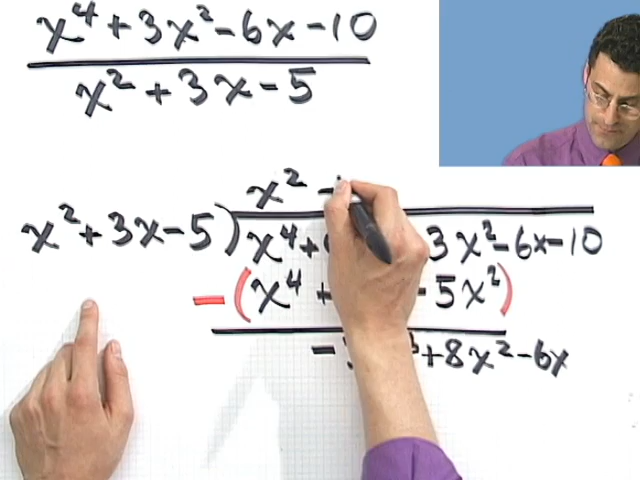 x⁴ + 3x² - 6x - 10
x² + 3x - 5
x² -
x² + 3x - 5 ) x⁴ + 3x² - 6x - 10
- ( x⁴ + - 5x² )
- ³ + 8x² - 6x